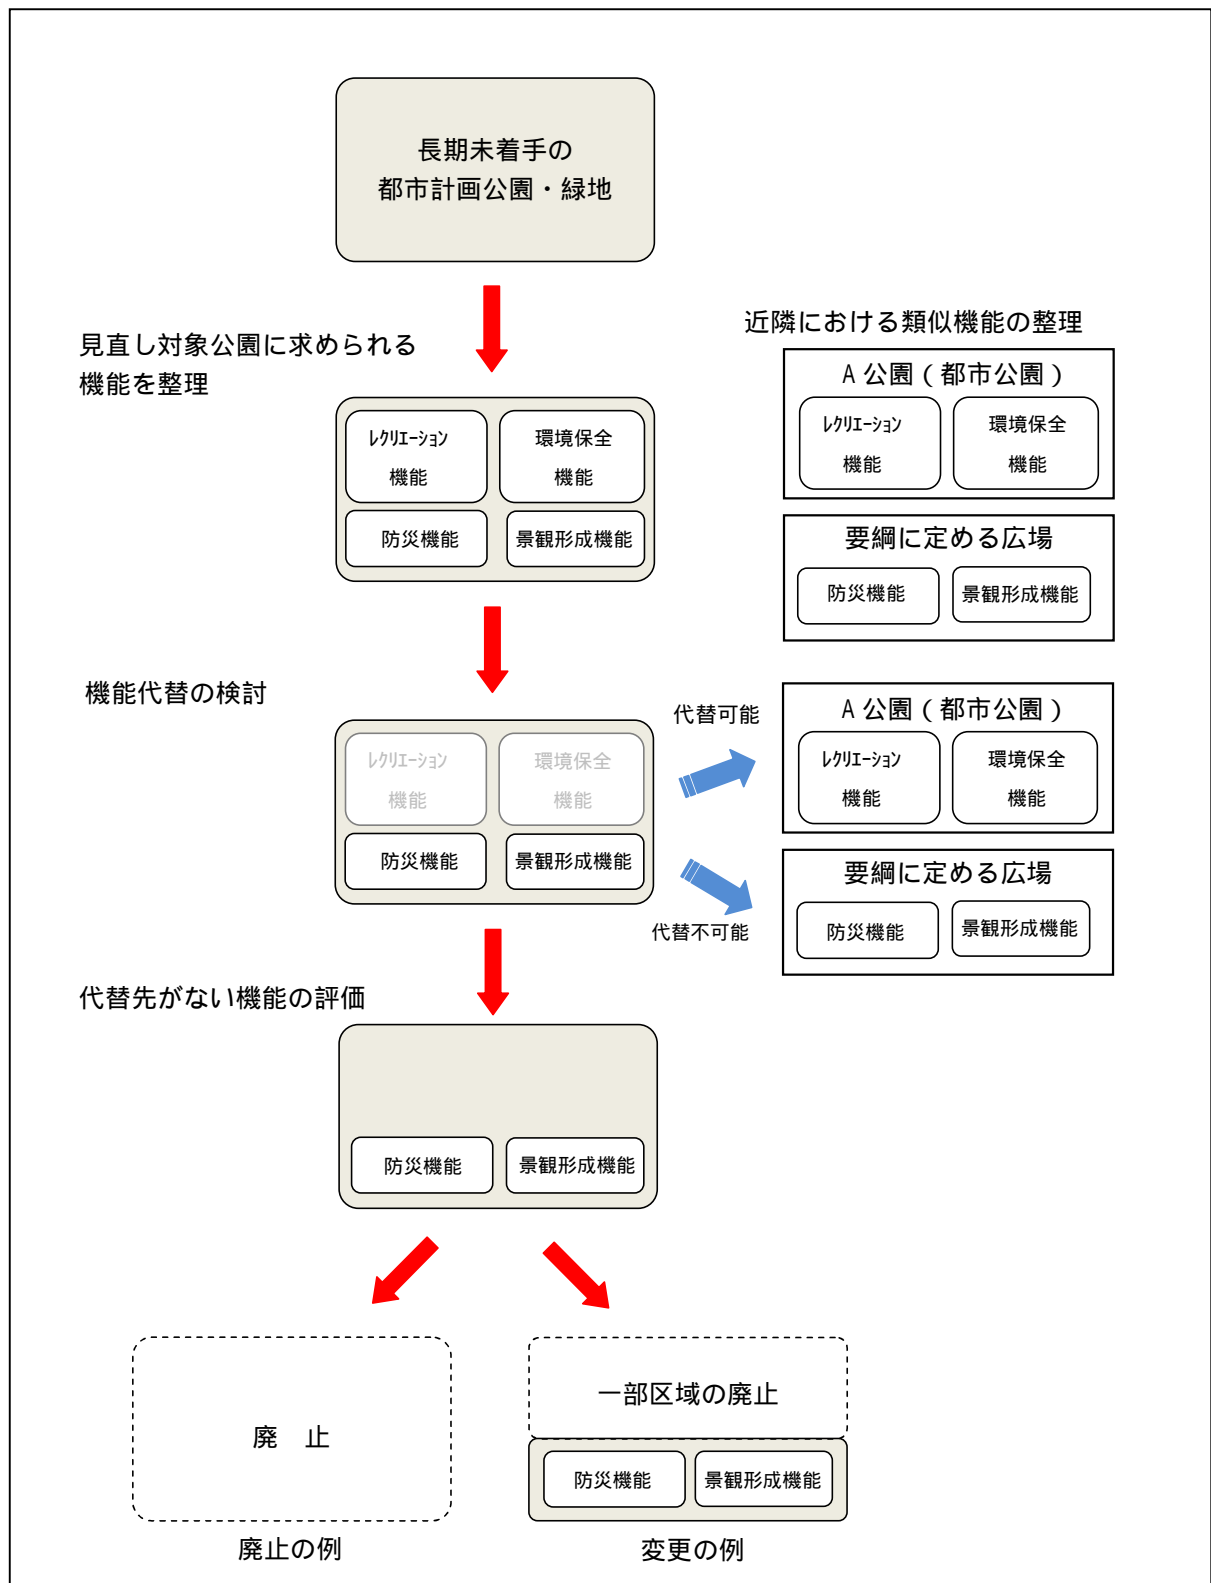 長期未着手の
都市計画公園・緑地
見直し対象公園に求められる
機能を整理
近隣における類似機能の整理
レクリエーション
機能
環境保全
機能
防災機能
景観形成機能
A 公園（都市公園）
レクリエーション
機能
環境保全
機能
要綱に定める広場
防災機能
景観形成機能
機能代替の検討
レクリエーション
機能
環境保全
機能
防災機能
景観形成機能
代替可能
代替不可能
A 公園（都市公園）
レクリエーション
機能
環境保全
機能
要綱に定める広場
防災機能
景観形成機能
代替先がない機能の評価
防災機能
景観形成機能
廃　止
廃止の例
一部区域の廃止
防災機能
景観形成機能
変更の例